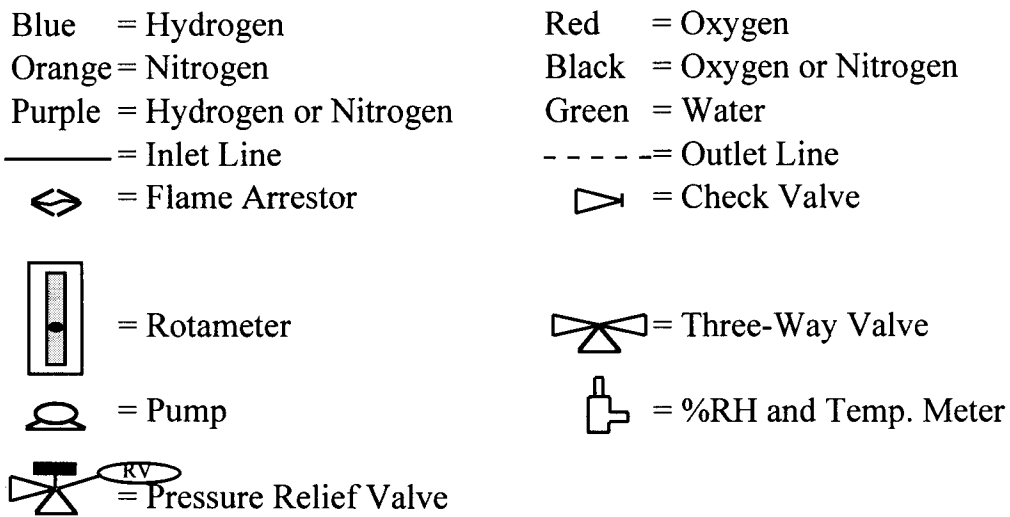 Blue = Hydrogen
Red = Oxygen
Orange = Nitrogen
Black = Oxygen or Nitrogen
Purple = Hydrogen or Nitrogen
Green = Water
= Inlet Line
= Outlet Line
= Flame Arrestor
= Check Valve
= Rotameter
= Three-Way Valve
= Pump
= %RH and Temp. Meter
RV
= Pressure Relief Valve